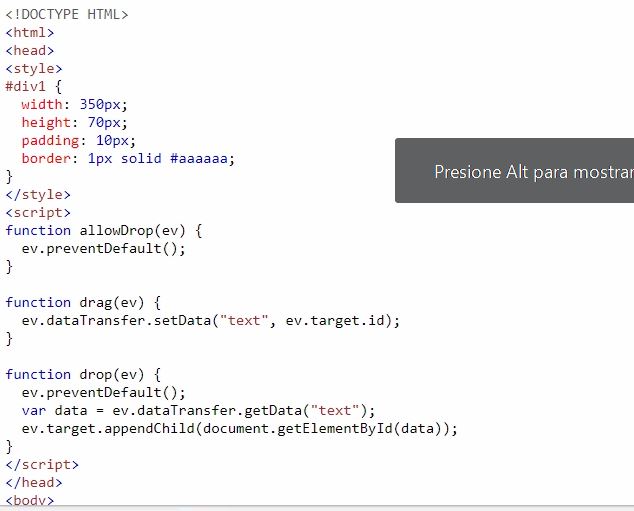 <!DOCTYPE HTML>
<html>
<head>
<style>
#div1 {
  width: 350px;
  height: 70px;
  padding: 10px;
  border: 1px solid #aaaaaa;
}
</style>
<script>
function allowDrop(ev) {
  ev.preventDefault();
}

function drag(ev) {
  ev.dataTransfer.setData("text", ev.target.id);
}

function drop(ev) {
  ev.preventDefault();
  var data = ev.dataTransfer.getData("text");
  ev.target.appendChild(document.getElementById(data));
}
</script>
</head>
<body>
Presione Alt para mostrar